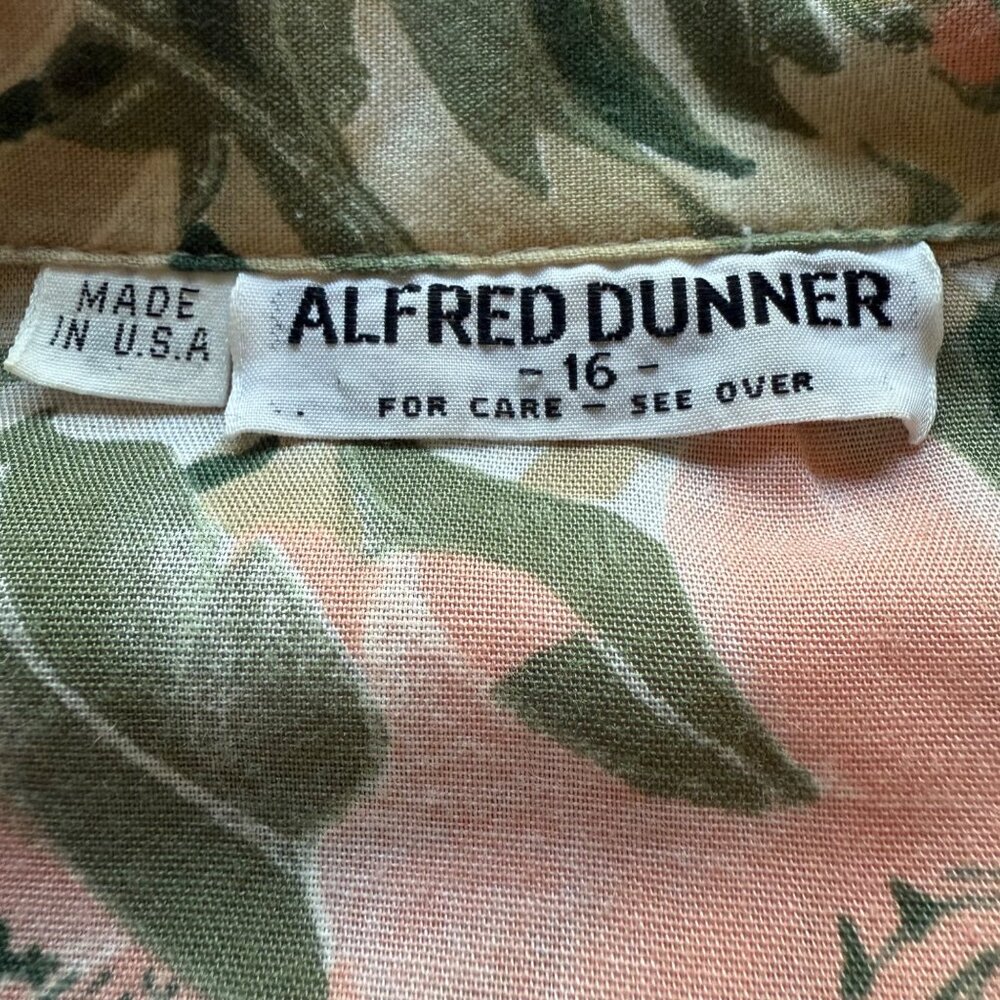 MADE
IN U.S.A
ALFRED DUNNER
- 16 -
FOR CARE - SEE OVER